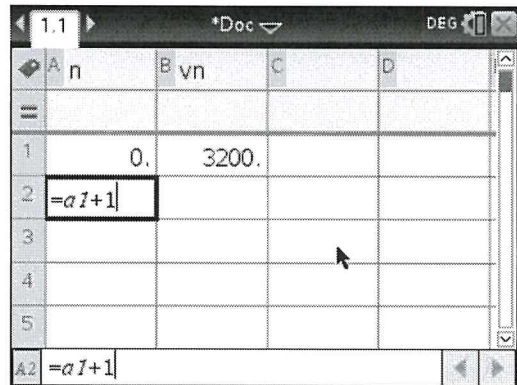 1.1 *Doc DEG
A n B vn C D
=
1 0. 3200.
2 =a1+1
3
4
5
A2 =a1+1